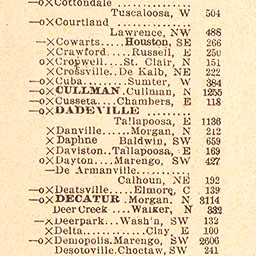 —o×Cottondale
Tuscaloosa, W 504
—o×Courtland
Lawrence, NW 488
—×Cowarts.....Houston, SE 266
×Crawford.....Russell, E 250
o×Cropwell...St. Clair, N 151
×Crossville..De Kalb, NE 222
—o×Cuba........Sumter, W 384
—o×CULLMAN .Cullman, N 1255
—o×Cusseta....Chambers, E 118
—o×DADEVILLE
Tallapoosa, E 1136
×Danville......Morgan, N 212
×Daphne Baldwin, SW 659
×Daviston..Tallapoosa, E 169
o×Dayton....Marengo, SW 427
—De Armanville
Calhoun, NE 192
—o×Deatsville....Elmore, C 139
—o×DECATUR .Morgan, N 3114
Deer Creek ....Walker, N 332
—×Deerpark...Wash'n, SW 132
×Delta..............Clay, E 100
—o×Demopolis.Marengo, SW 2606
Desotoville.Choctaw, SW 241